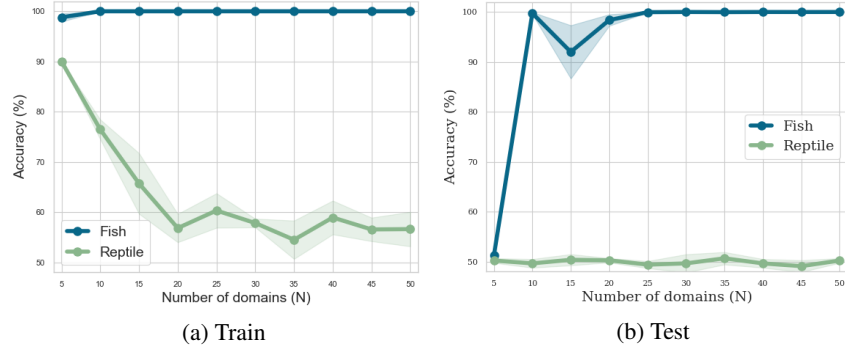 100
90
80
70
60
50
Accuracy (%)
Fish
Reptile
5 10 15 20 25 30 35 40 45 50
Number of domains (N)
(a) Train
100
90
80
70
60
50
Accuracy (%)
Fish
Reptile
5 10 15 20 25 30 35 40 45 50
Number of domains (N)
(b) Test